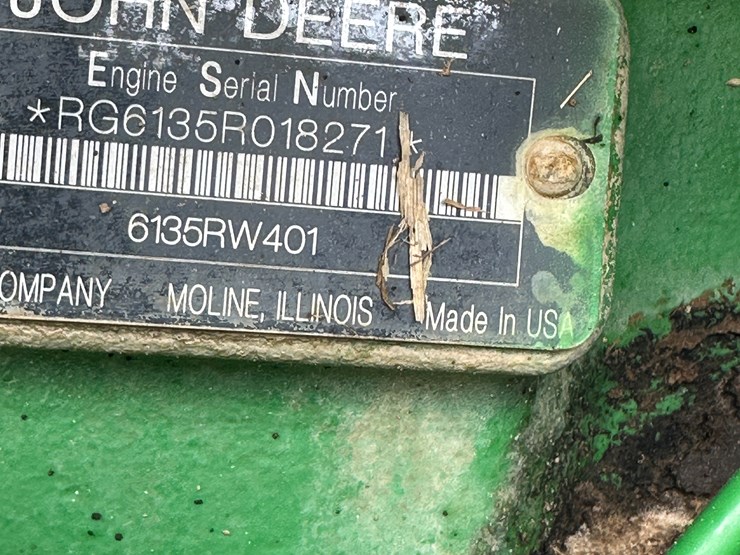 JOHN DEERE
Engine Serial Number
*RG6135R018271*
6135RW401
OMPANY MOLINE, ILLINOIS Made In USA